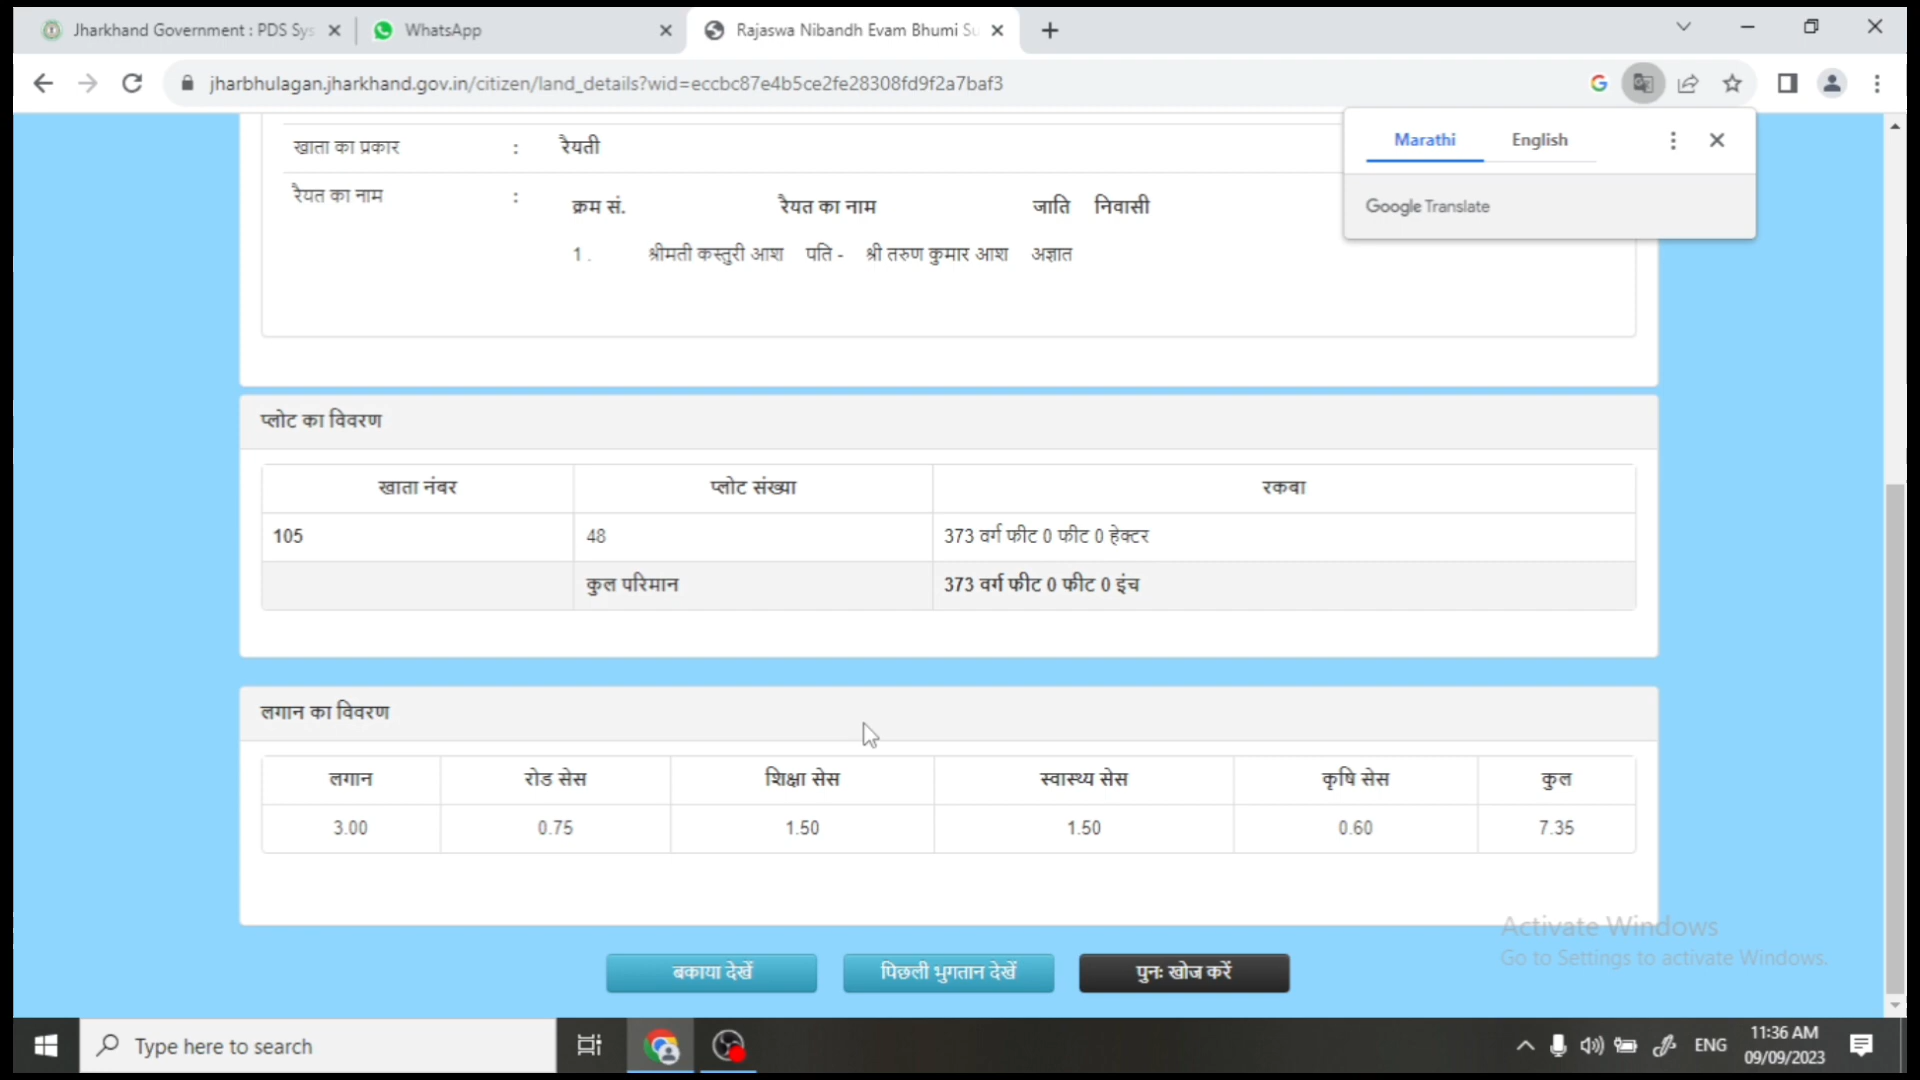 Jharkhand Government : PDS Sys
WhatsApp
Rajaswa Nibandh Evam Bhumi Su
jharbhulagan.jharkhand.gov.in/citizen/land_details?wid=eccbc87e4b5ce2fe28308fd9f2a7baf3
Marathi English
Google Translate
खाता का प्रकार : रैयती
रैयत का नाम :
क्रम सं. रैयत का नाम जाति निवासी
1. श्रीमती कस्तुरी आश पति - श्री तरुण कुमार आश अज्ञात
प्लोट का विवरण
खाता नंबर प्लोट संख्या रकबा
105 48 373 वर्ग फीट 0 फीट 0 हेक्टर
कुल परिमान 373 वर्ग फीट 0 फीट 0 इंच
लगान का विवरण
लगान रोड सेस शिक्षा सेस स्वास्थ्य सेस कृषि सेस कुल
3.00 0.75 1.50 1.50 0.60 7.35
Activate Windows
Go to Settings to activate Windows.
बकाया देखें पिछली भुगतान देखें पुनः खोज करें
Type here to search
ENG
11:36 AM
09/09/2023